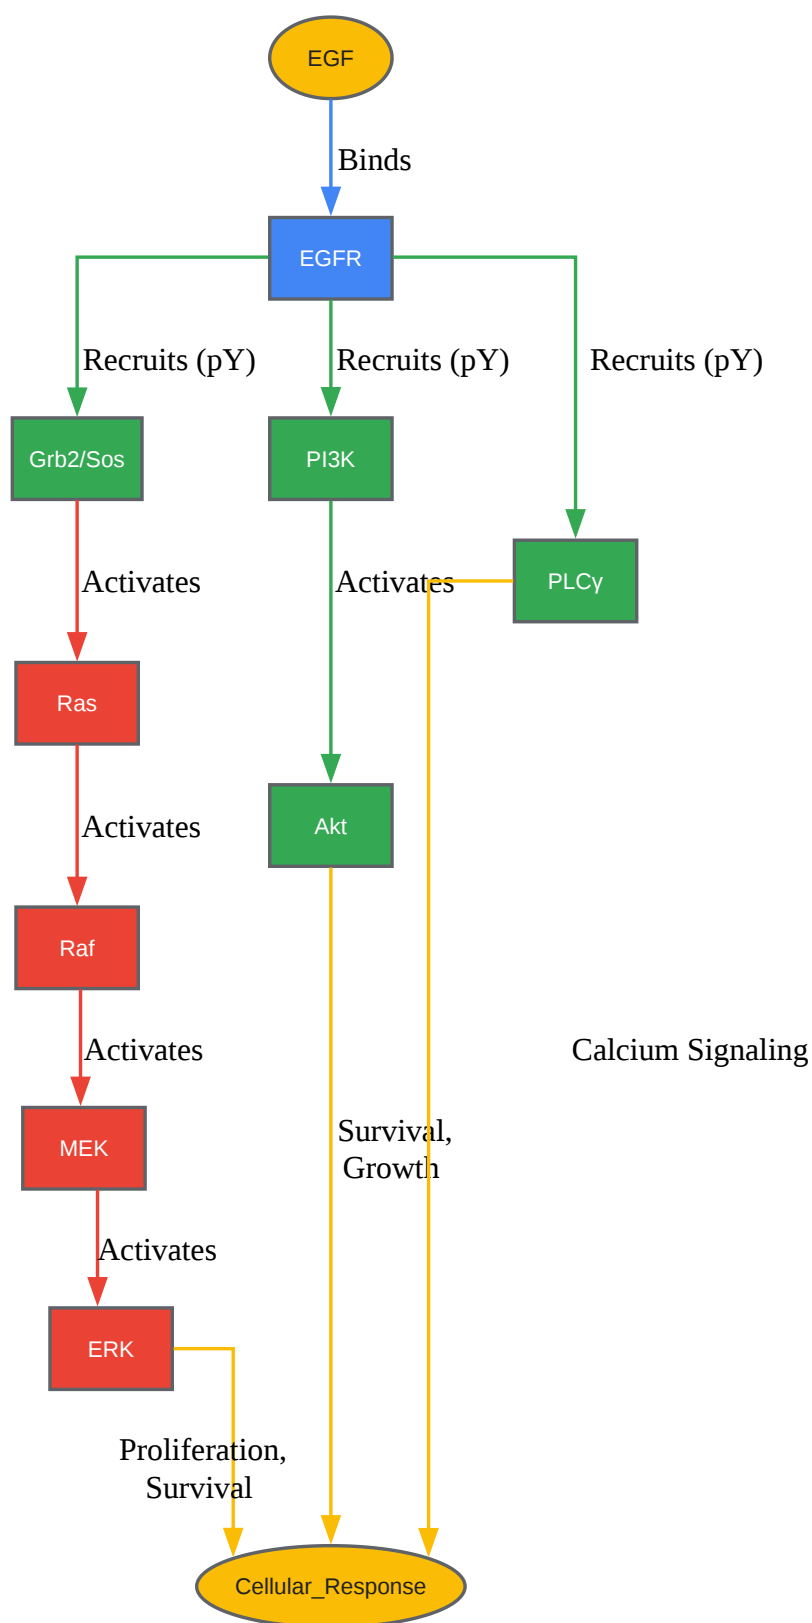 EGF
Binds
EGFR
Recruits (pY)
Recruits (pY)
Recruits (pY)
Grb2/Sos
PI3K
Activates
Activates
PLCγ
Ras
Activates
Akt
Raf
Activates
Calcium Signaling
Survival,
Growth
MEK
Activates
ERK
Proliferation,
Survival
Cellular_Response